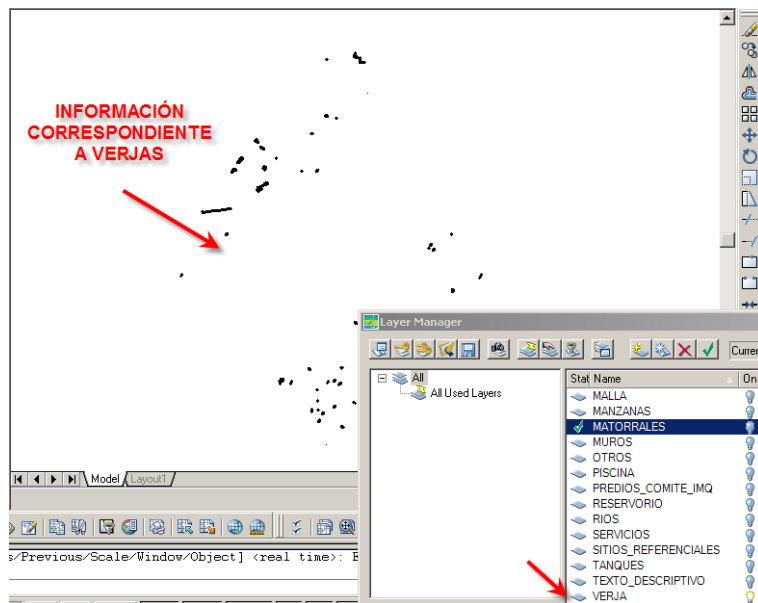 INFORMACIÓN
CORRESPONDIENTE
A VERJAS
Layer Manager
All
All Used Layers
Stat Name On
MALLA
MANZANAS
MATORRALES
MUROS
OTROS
PISCINA
PREDIOS_COMITE_IMQ
RESERVORIO
RIOS
SERVICIOS
SITIOS_REFERENCIALES
TANQUES
TEXTO_DESCRIPTIVO
VERJA
Curre
Model Layout1
s/Previous/Scale/Window/Object] <real time>: E